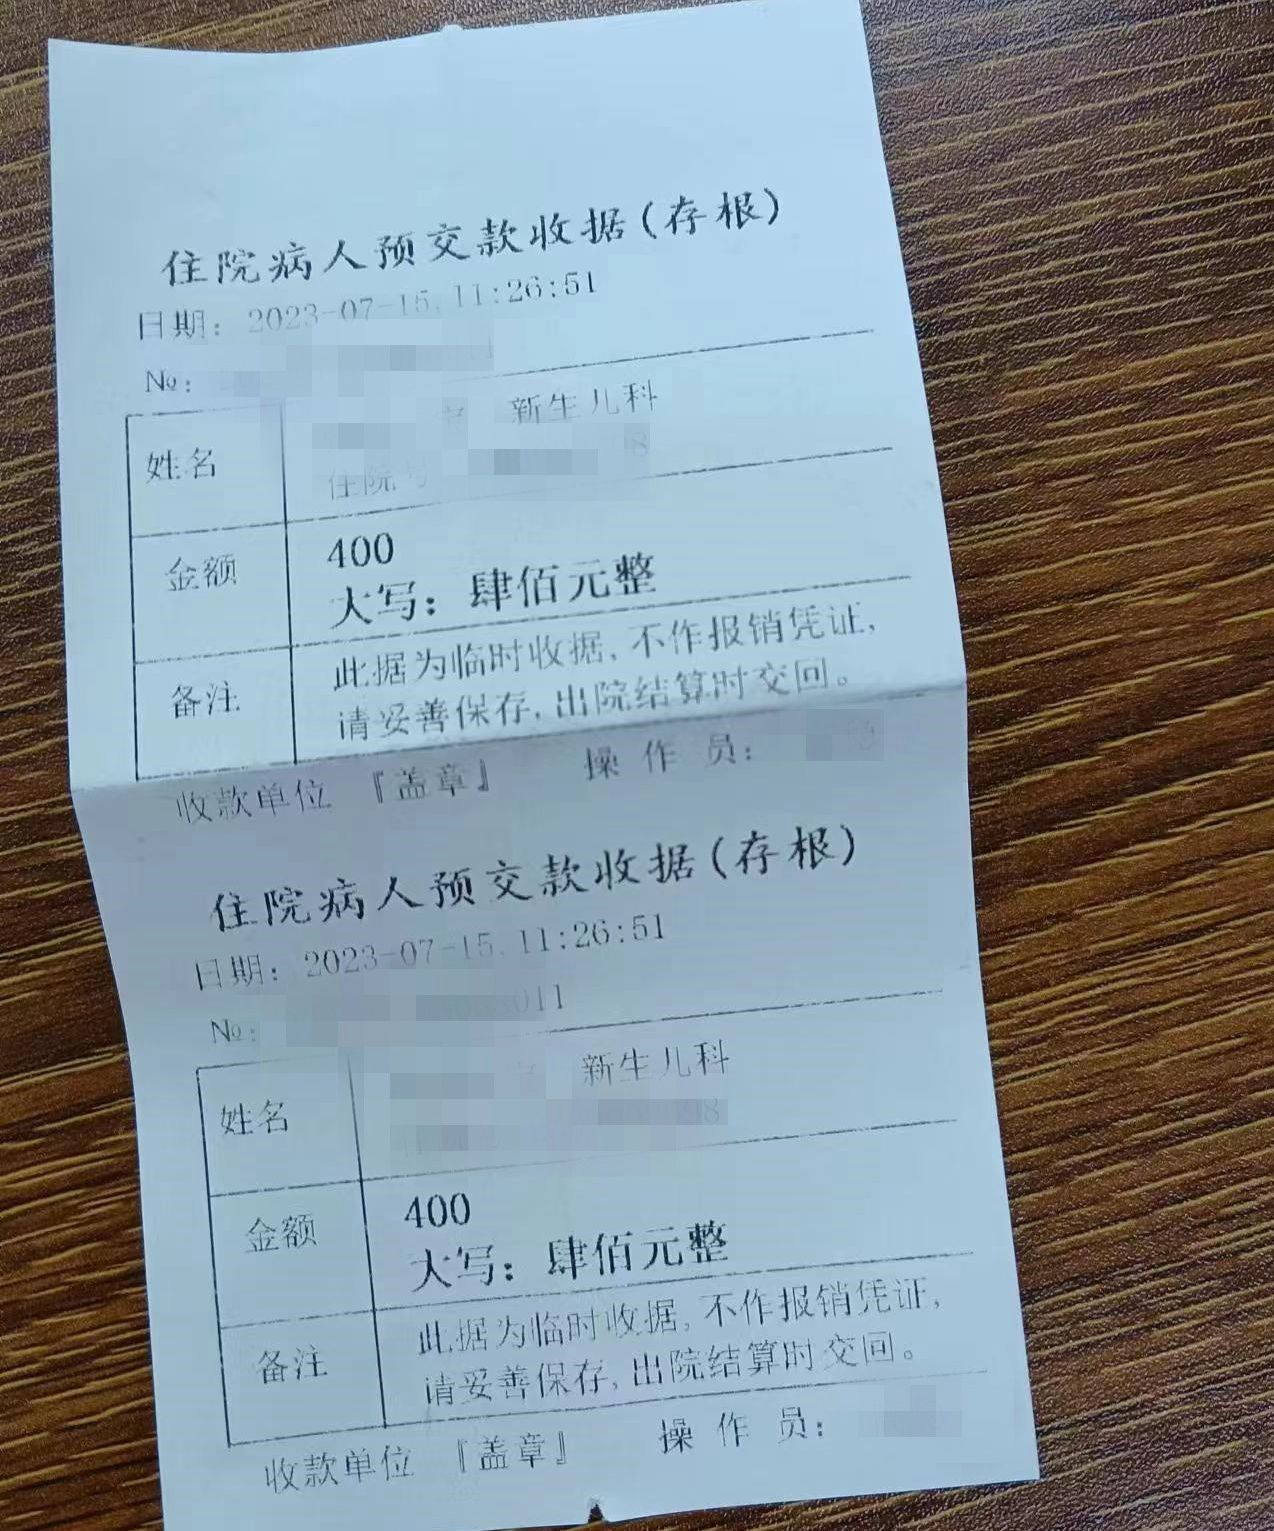 住院病人预交款收据(存根)
日期: 2023-07-15,11:26:51
№:
新生儿科
姓名
住院号
400
金额
大写: 肆佰元整
此据为临时收据,不作报销凭证,
备注
请妥善保存,出院结算时交回。
收款单位 『盖章』 操 作 员:
住院病人预交款收据(存根)
日期: 2023-07-15,11:26:51
№: 011
新生儿科
姓名
400
金额
大写: 肆佰元整
此据为临时收据,不作报销凭证,
备注
请妥善保存,出院结算时交回。
收款单位 『盖章』 操 作 员: